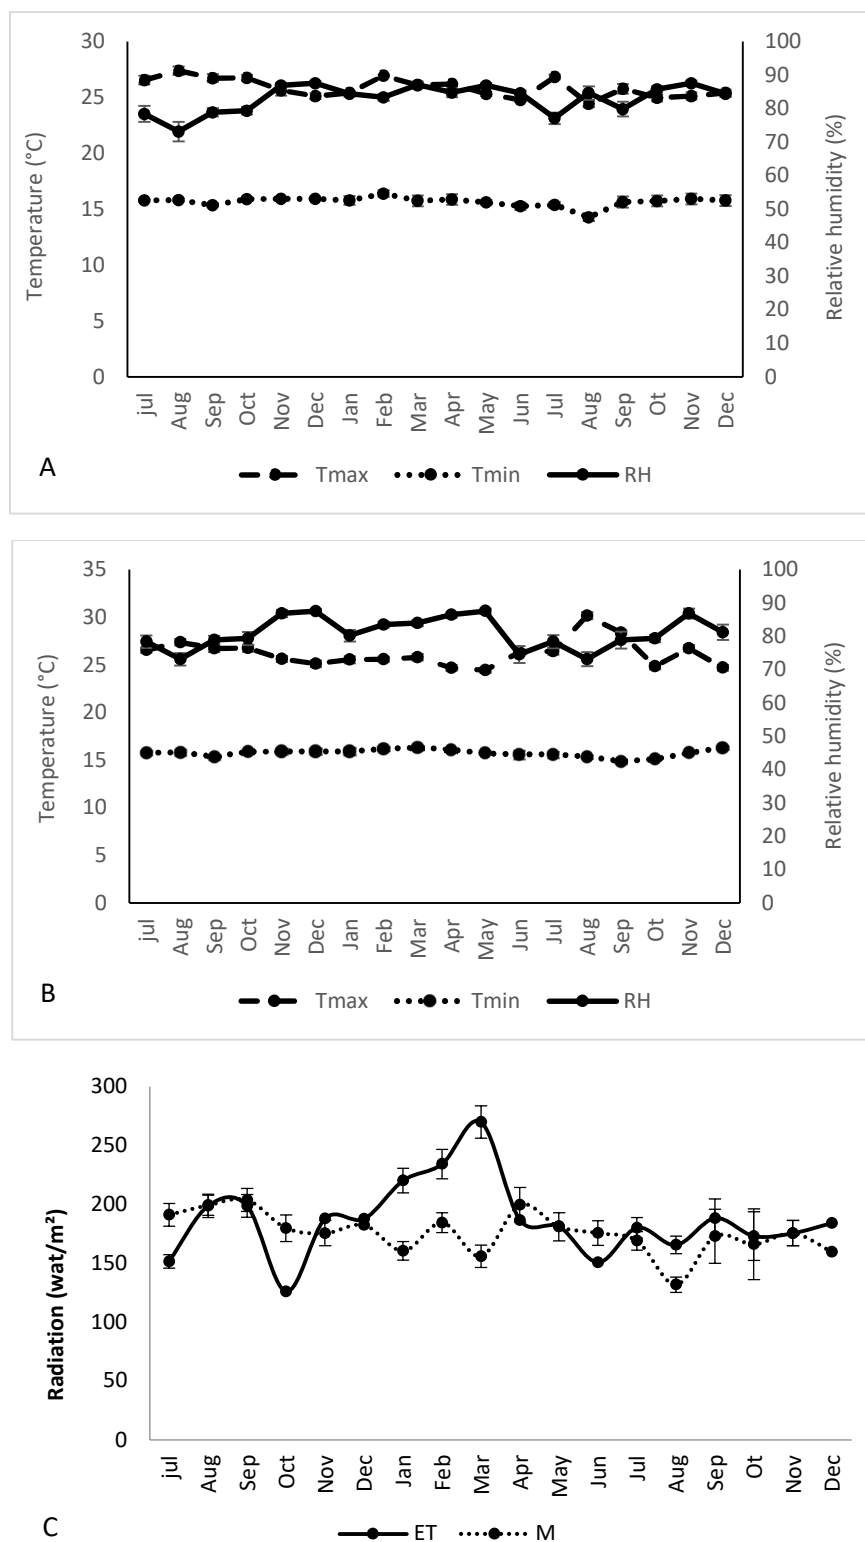 30 100
25 90
20 80
15 70
10 60
5 50
0 40
30
20
10
0
Temperature (°C)
Relative humidity (%)
jul Aug Sep Oct Nov Dec Jan Feb Mar Apr May Jun Jul Aug Sep Ot Nov Dec
A
Tmax Tmin RH
35 100
30 90
25 80
20 70
15 60
10 50
5 40
0 30
20
10
0
Temperature (°C)
Relative humidity (%)
jul Aug Sep Oct Nov Dec Jan Feb Mar Apr May Jun Jul Aug Sep Ot Nov Dec
B
Tmax Tmin RH
300
250
200
150
100
50
0
Radiation (wat/m²)
jul Aug Sep Oct Nov Dec Jan Feb Mar Apr May Jun Jul Aug Sep Ot Nov Dec
C
ET M